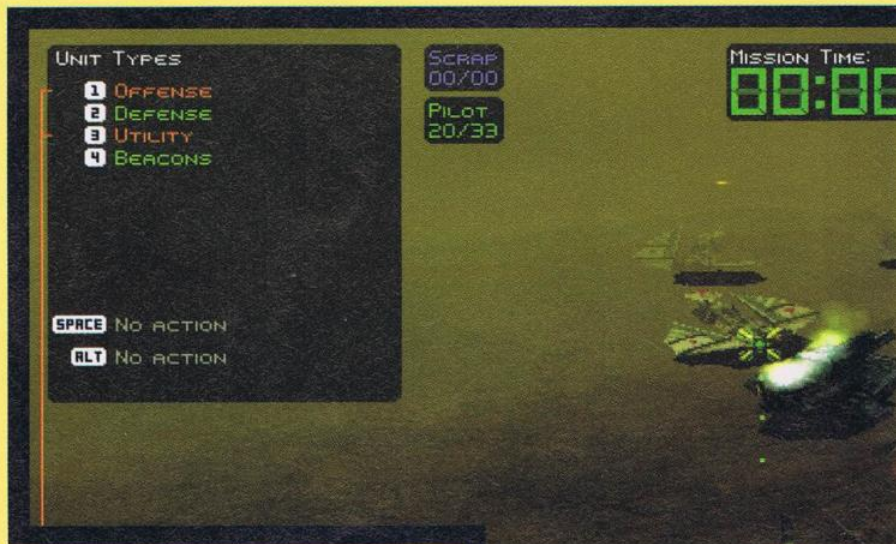 Unit Types
1 Offense
2 Defense
3 Utility
4 Beacons
SPACE No action
ALT No action
Scrap
00/00
Pilot
20/33
Mission Time: